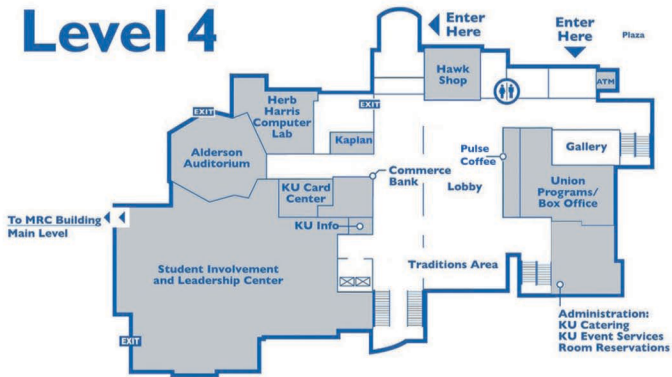 Level 4
Enter
Here
Enter
Here
Plaza
Hawk
Shop
ATM
Herb
Harris
Computer
Lab
EXIT
EXIT
Kaplan
Alderson
Auditorium
Pulse
Coffee
Gallery
Commerce
Bank
Lobby
Union
Programs/
Box Office
KU Card
Center
KU Info
To MRC Building
Main Level
Student Involvement
and Leadership Center
Traditions Area
EXIT
Administration:
KU Catering
KU Event Services
Room Reservations